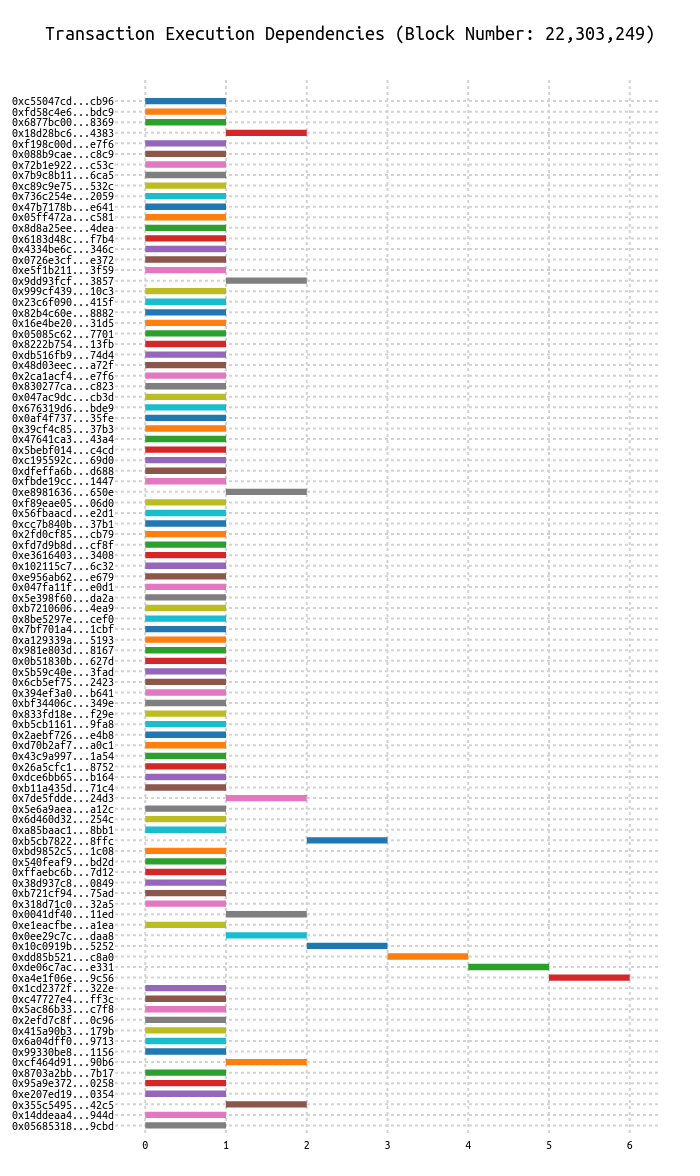 Transaction Execution Dependencies (Block Number: 22,303,249)
0xc55047cd...cb96
0xfd58c4e6...bdc9
0x6877bc00...8369
0x18d28bc6...4383
0xf198c00d...e7f6
0x088b9cae...c8c9
0x72b1e922...c53c
0x7b9c8b11...6ca5
0xc89c9e75...532c
0x736c254e...2059
0x47b7178b...e641
0x05ff472a...c581
0x8d8a25ee...4dea
0x6183d48c...f7b4
0x4334be6c...346c
0x0726e3cf...e372
0xe5f1b211...3f59
0x9dd93fcf...3857
0x999cf439...10c3
0x23c6f090...415f
0x82b4c60e...8882
0x16e4be20...31d5
0x05085c62...7701
0x8222b754...13fb
0xdb516fb9...74d4
0x48d03eec...a72f
0x2ca1acf4...e7f6
0x830277ca...c823
0x047ac9dc...cb3d
0x676319d6...bde9
0x0af4f737...35fe
0x39cf4c85...37b3
0x47641ca3...43a4
0x5bebf014...c4cd
0xc195592c...69d0
0xdfeffa6b...d688
0xfbde19cc...1447
0xe8981636...650e
0xf89eae05...06d0
0x56fbaacd...e2d1
0xcc7b840b...37b1
0x2fd0cf85...cb79
0xfd7d9b8d...cf8f
0xe3616403...3408
0x102115c7...6c32
0xe956ab62...e679
0x047fa11f...e0d1
0x5e398f60...da2a
0xb7210606...4ea9
0x8be5297e...cef0
0x7bf701a4...1cbf
0xa129339a...5193
0x981e803d...8167
0x0b51830b...627d
0x5b59c40e...3fad
0x6cb5ef75...2423
0x394ef3a0...b641
0xbf34406c...349e
0x833fd18e...f29e
0xb5cb1161...9fa8
0x2aebf726...e4b8
0xd70b2af7...a0c1
0x43c9a997...1a54
0x26a5cfc1...8752
0xdce6bb65...b164
0xb11a435d...71c4
0x7de5fdde...24d3
0x5e6a9aea...a12c
0x6d460d32...254c
0xa85baac1...8bb1
0xb5cb7822...8ffc
0xbd9852c5...1c08
0x540feaf9...bd2d
0xffaebc6b...7d12
0x38d937c8...0849
0xb721cf94...75ad
0x318d71c0...32a5
0x0041df40...11ed
0xe1eacfbe...a1ea
0x0ee29c7c...daa8
0x10c0919b...5252
0xdd85b521...c8a0
0xde06c7ac...e331
0xa4e1f06e...9c56
0x1cd2372f...322e
0xc47727e4...ff3c
0x5ac86b33...c7f8
0x2efd7c8f...0c96
0x415a90b3...179b
0x6a04dff0...9713
0x99330be8...1156
0xcf464d91...90b6
0x8703a2bb...7b17
0x95a9e372...0258
0xe207ed19...0354
0x355c5495...42c5
0x14ddeaa4...944d
0x05685318...9cbd
0 1 2 3 4 5 6